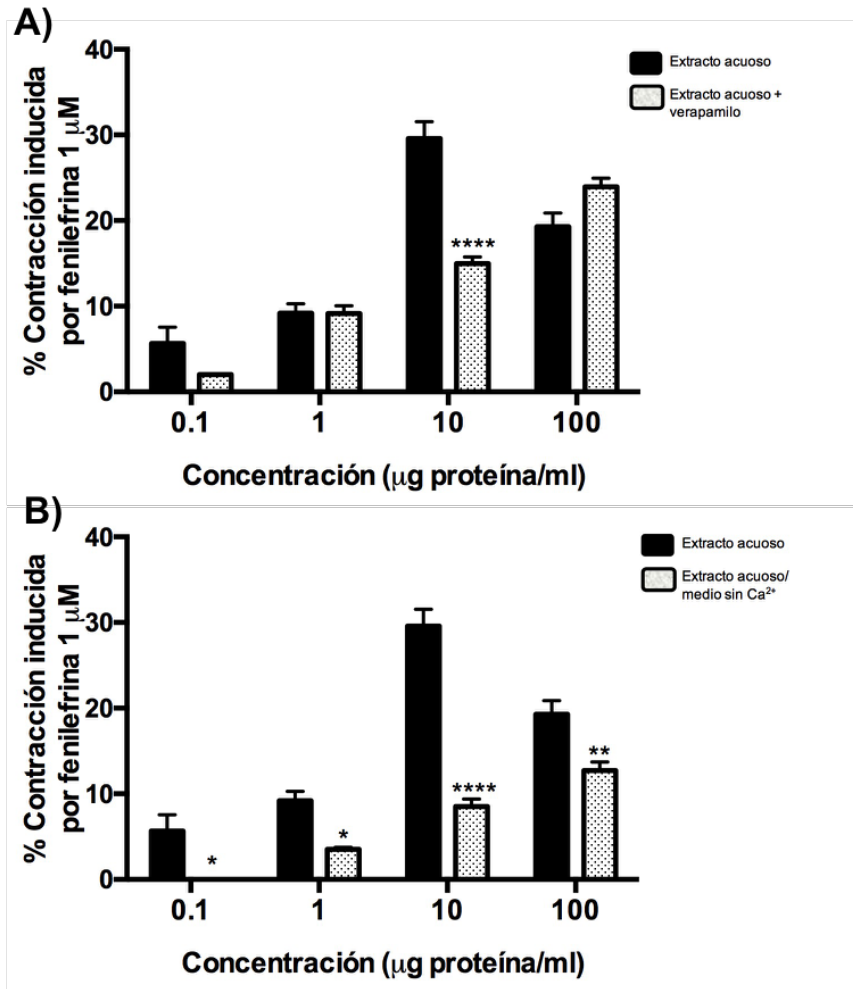 A)
% Contracción inducida
por fenilefrina 1 μM
40
30
20
10
0
Extracto acuoso
Extracto acuoso +
verapamilo
****
0.1 1 10 100
Concentración (μg proteína/ml)
B)
% Contracción inducida
por fenilefrina 1 μM
40
30
20
10
0
Extracto acuoso
Extracto acuoso/
medio sin Ca²⁺
* * **** **
0.1 1 10 100
Concentración (μg proteína/ml)